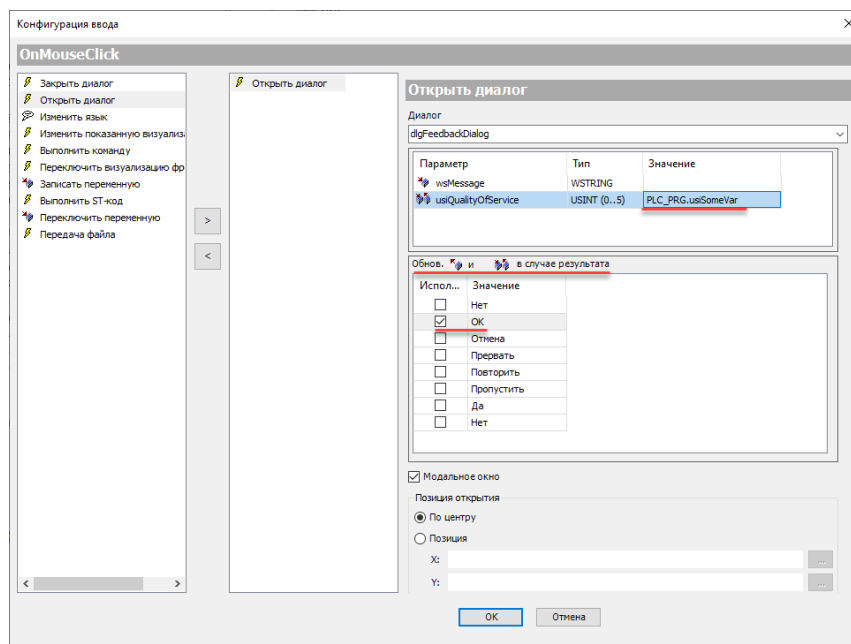 Конфигурация ввода
OnMouseClick
Закрыть диалог
Открыть диалог
Изменить язык
Изменить показанную визуализ
Выполнить команду
Переключить визуализацию фр
Записать переменную
Выполнить ST-код
Переключить переменную
Передача файла
>
<
Открыть диалог
Открыть диалог
Диалог
dlgFeedbackDialog
Параметр Тип Значение
wsMessage WSTRING
usiQualityOfService USINT (0..5) PLC_PRG.usiSomeVar
Обнов. и в случае результата
Испол... Значение
Нет
OK
Отмена
Прервать
Повторить
Пропустить
Да
Нет
Модальное окно
Позиция открытия
По центру
Позиция
X: ...
Y: ...
OK Отмена